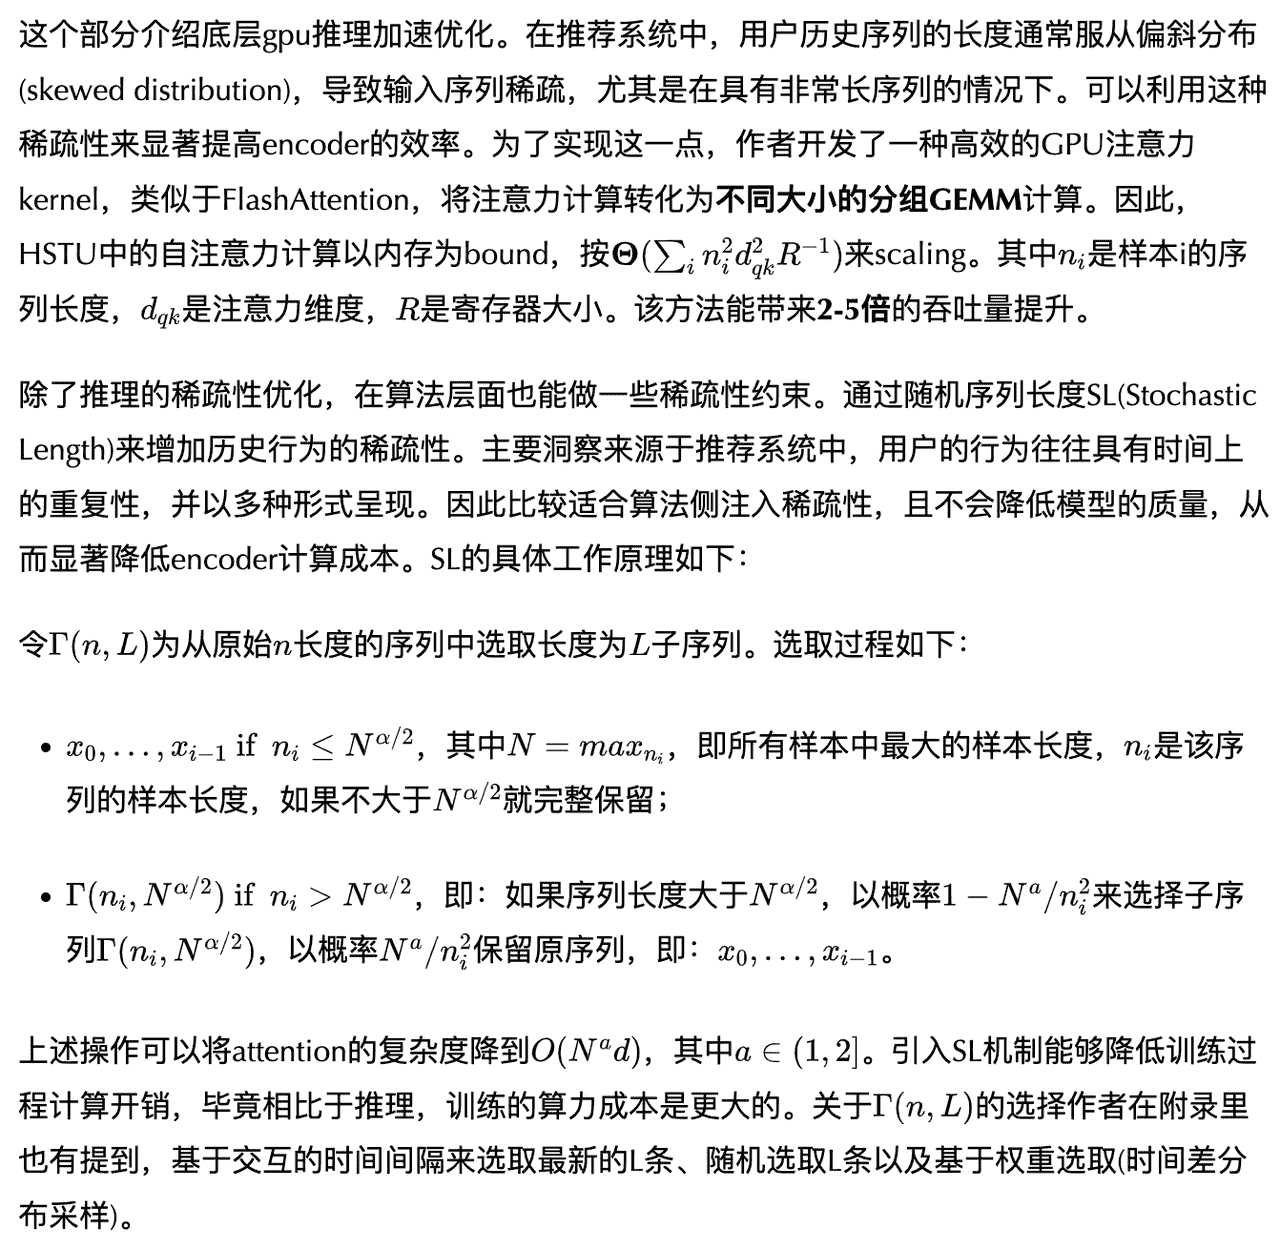 这个部分介绍底层gpu推理加速优化。在推荐系统中，用户历史序列的长度通常服从偏斜分布
(skewed distribution)，导致输入序列稀疏，尤其是在具有非常长序列的情况下。可以利用这种
稀疏性来显著提高encoder的效率。为了实现这一点，作者开发了一种高效的GPU注意力
kernel，类似于FlashAttention，将注意力计算转化为不同大小的分组GEMM计算。因此，
HSTU中的自注意力计算以内存为bound，按Θ(∑_i n_i^2 d_{qk}^2 R^{-1})来scaling。其中n_i是样本i的序
列长度，d_{qk}是注意力维度，R是寄存器大小。该方法能带来2-5倍的吞吐量提升。
除了推理的稀疏性优化，在算法层面也能做一些稀疏性约束。通过随机序列长度SL(Stochastic
Length)来增加历史行为的稀疏性。主要洞察来源于推荐系统中，用户的行为往往具有时间上
的重复性，并以多种形式呈现。因此比较适合算法侧注入稀疏性，且不会降低模型的质量，从
而显著降低encoder计算成本。SL的具体工作原理如下：
令Γ(n, L)为从原始n长度的序列中选取长度为L子序列。选取过程如下：
• x_0, . . . , x_{i−1} if n_i ≤ N^{α/2}，其中N = max_{n_i}，即所有样本中最大的样本长度，n_i是该序
列的样本长度，如果不大于N^{α/2}就完整保留；
• Γ(n_i, N^{α/2}) if n_i > N^{α/2}，即：如果序列长度大于N^{α/2}，以概率1 − N^a/n_i^2来选择子序
列Γ(n_i, N^{α/2})，以概率N^a/n_i^2保留原序列，即：x_0, . . . , x_{i−1}。
上述操作可以将attention的复杂度降到O(N^a d)，其中a ∈ (1, 2]。引入SL机制能够降低训练过
程计算开销，毕竟相比于推理，训练的算力成本是更大的。关于Γ(n, L)的选择作者在附录里
也有提到，基于交互的时间间隔来选取最新的L条、随机选取L条以及基于权重选取(时间差分
布采样)。